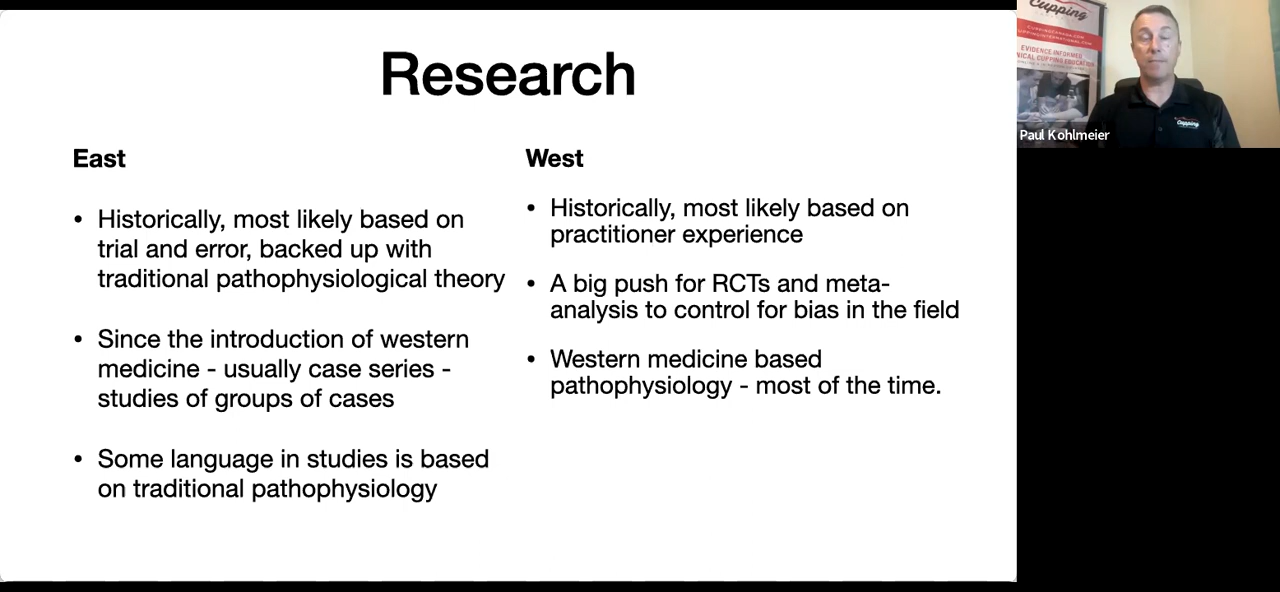 Research
East
Historically, most likely based on
trial and error, backed up with
traditional pathophysiological theory
Since the introduction of western
medicine - usually case series -
studies of groups of cases
Some language in studies is based
on traditional pathophysiology
West
Historically, most likely based on
practitioner experience
A big push for RCTs and meta-
analysis to control for bias in the field
Western medicine based
pathophysiology - most of the time.
Cupping
EVIDENCE INFORMED
Paul Kohlmeier
Cupping